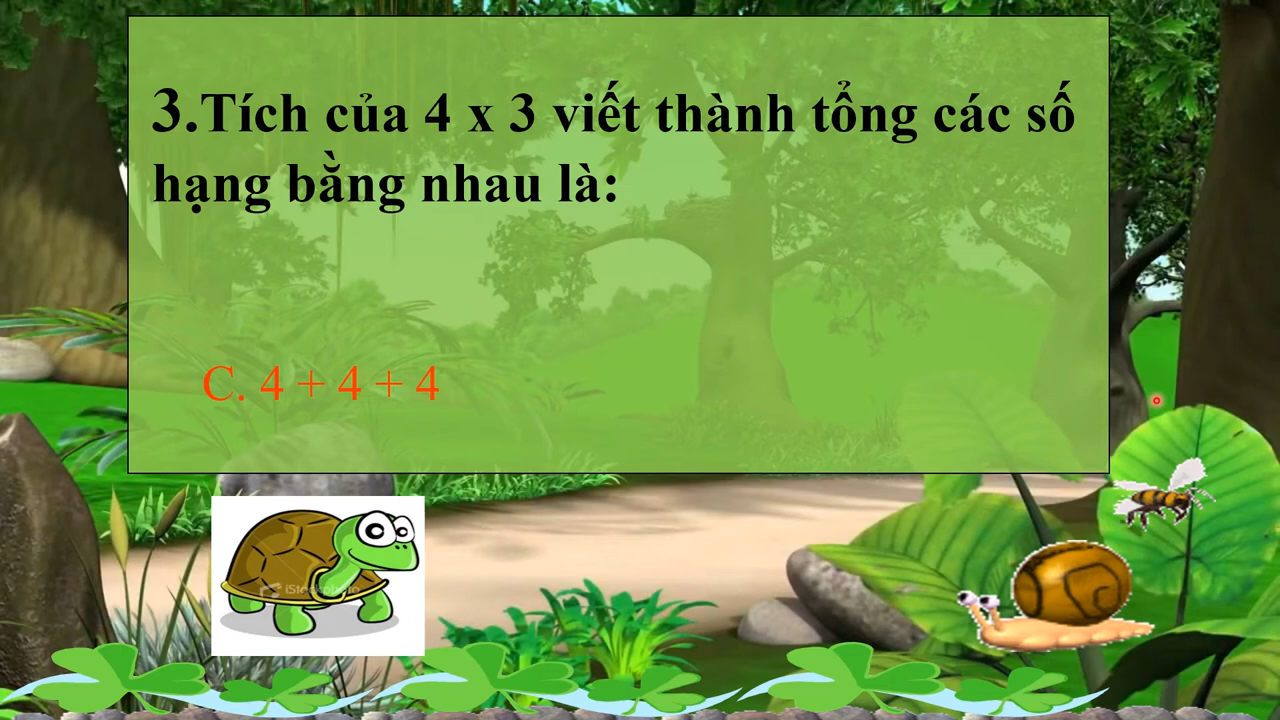 3.Tích của 4 x 3 viết thành tổng các số
hạng bằng nhau là:
C. 4 + 4 + 4